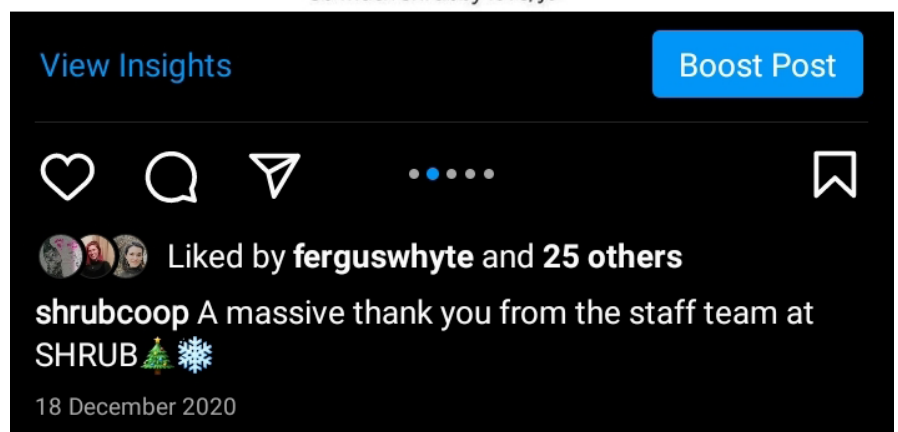 View Insights
Boost Post
Liked by ferguswhyte and 25 others
shrubcoop A massive thank you from the staff team at
SHRUB🎄❄️
18 December 2020